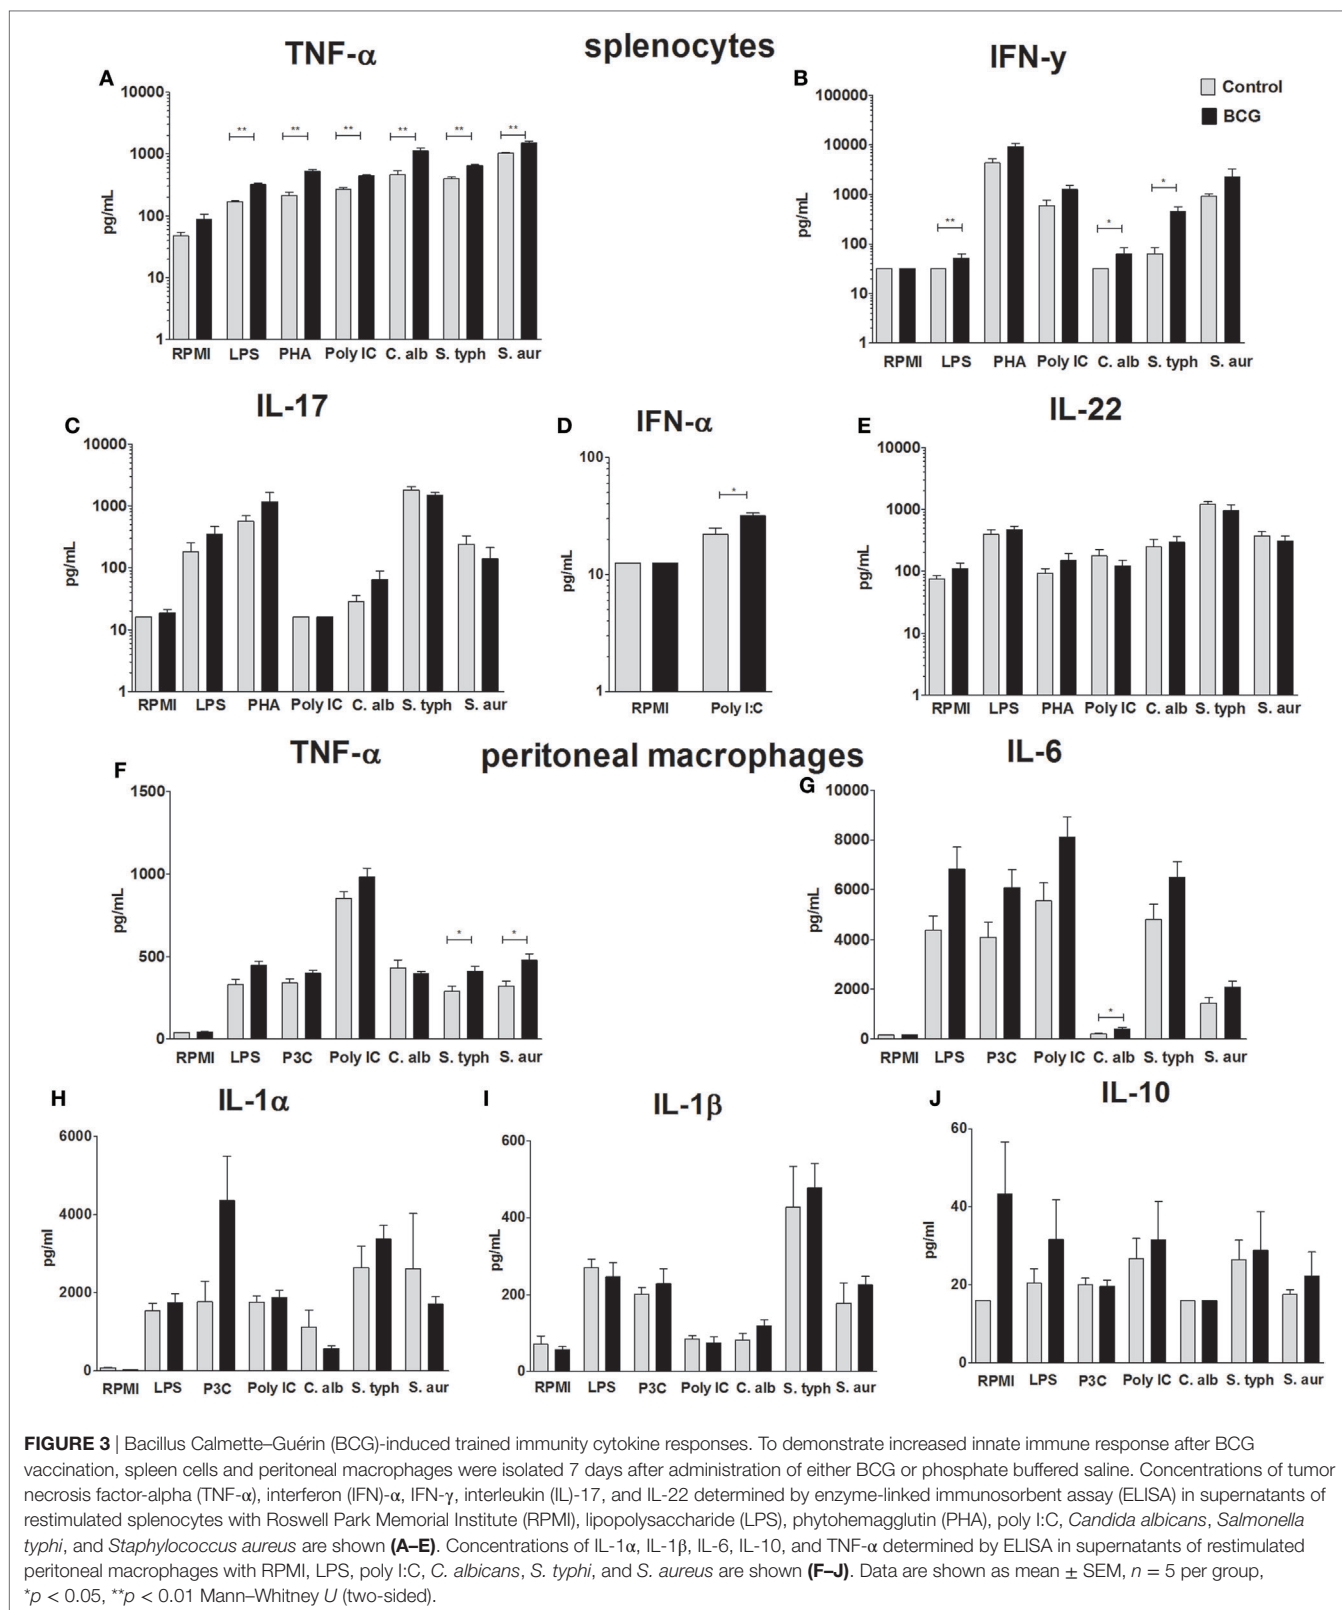 TNF-α splenocytes IFN-y
A
B
Control
BCG
10000
1000
100
10
1
pg/mL
** ** ** ** ** **
RPMI LPS PHA Poly IC C. alb S. typh S. aur
100000
10000
1000
100
10
1
pg/mL
** * *
RPMI LPS PHA Poly IC C. alb S. typh S. aur
IL-17
C
10000
1000
100
10
1
pg/mL
RPMI LPS PHA Poly IC C. alb S. typh S. aur
IFN-α
D
100
10
1
pg/mL
*
RPMI Poly I:C
IL-22
E
10000
1000
100
10
1
pg/mL
RPMI LPS PHA Poly IC C. alb S. typh S. aur
TNF-α peritoneal macrophages IL-6
F
1500
1000
500
0
pg/mL
* *
RPMI LPS P3C Poly IC C. alb S. typh S. aur
G
10000
8000
6000
4000
2000
0
pg/mL
*
RPMI LPS P3C Poly IC C. alb S. typh S. aur
H
IL-1α
6000
4000
2000
0
pg/ml
RPMI LPS P3C Poly IC C. alb S. typh S. aur
I
IL-1β
600
400
200
0
pg/mL
RPMI LPS P3C Poly IC C. alb S. typh S. aur
J
IL-10
60
40
20
0
pg/ml
RPMI LPS P3C Poly IC C. alb S. typh S. aur
FIGURE 3 | Bacillus Calmette–Guérin (BCG)-induced trained immunity cytokine responses. To demonstrate increased innate immune response after BCG
vaccination, spleen cells and peritoneal macrophages were isolated 7 days after administration of either BCG or phosphate buffered saline. Concentrations of tumor
necrosis factor-alpha (TNF-α), interferon (IFN)-α, IFN-γ, interleukin (IL)-17, and IL-22 determined by enzyme-linked immunosorbent assay (ELISA) in supernatants of
restimulated splenocytes with Roswell Park Memorial Institute (RPMI), lipopolysaccharide (LPS), phytohemagglutin (PHA), poly I:C, Candida albicans, Salmonella
typhi, and Staphylococcus aureus are shown (A–E). Concentrations of IL-1α, IL-1β, IL-6, IL-10, and TNF-α determined by ELISA in supernatants of restimulated
peritoneal macrophages with RPMI, LPS, poly I:C, C. albicans, S. typhi, and S. aureus are shown (F–J). Data are shown as mean ± SEM, n = 5 per group,
*p < 0.05, **p < 0.01 Mann–Whitney U (two-sided).